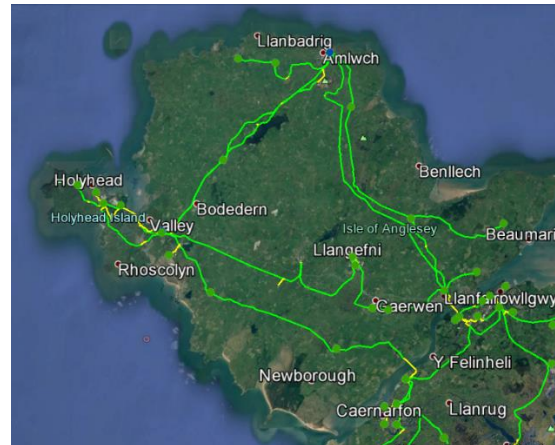 Llanbadrig
Amlwch
Benllech
Holyhead
Holyhead Island
Valley
Bodedern
Isle of Anglesey
Beaumari
Llangefni
Rhoscolyn
Gaerwen
Llanfairpwllgwy
Y Felinheli
Newborough
Caernarfon
Llanrug